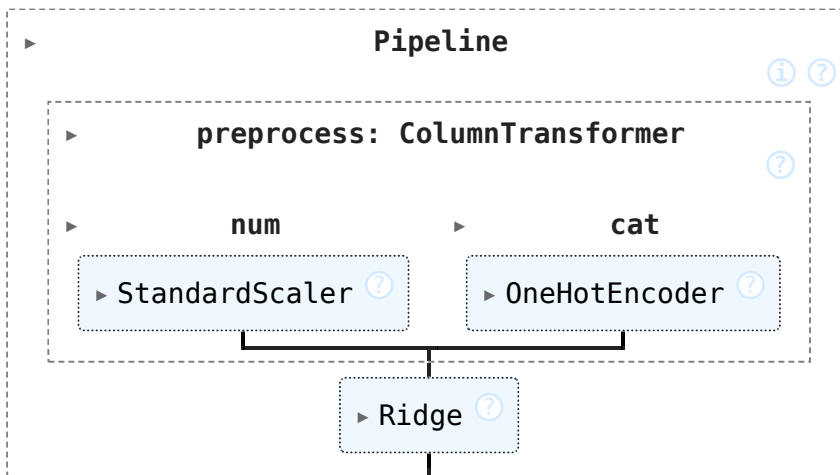 Pipeline
i ?
preprocess: ColumnTransformer
?
num cat
StandardScaler ? OneHotEncoder ?
Ridge ?